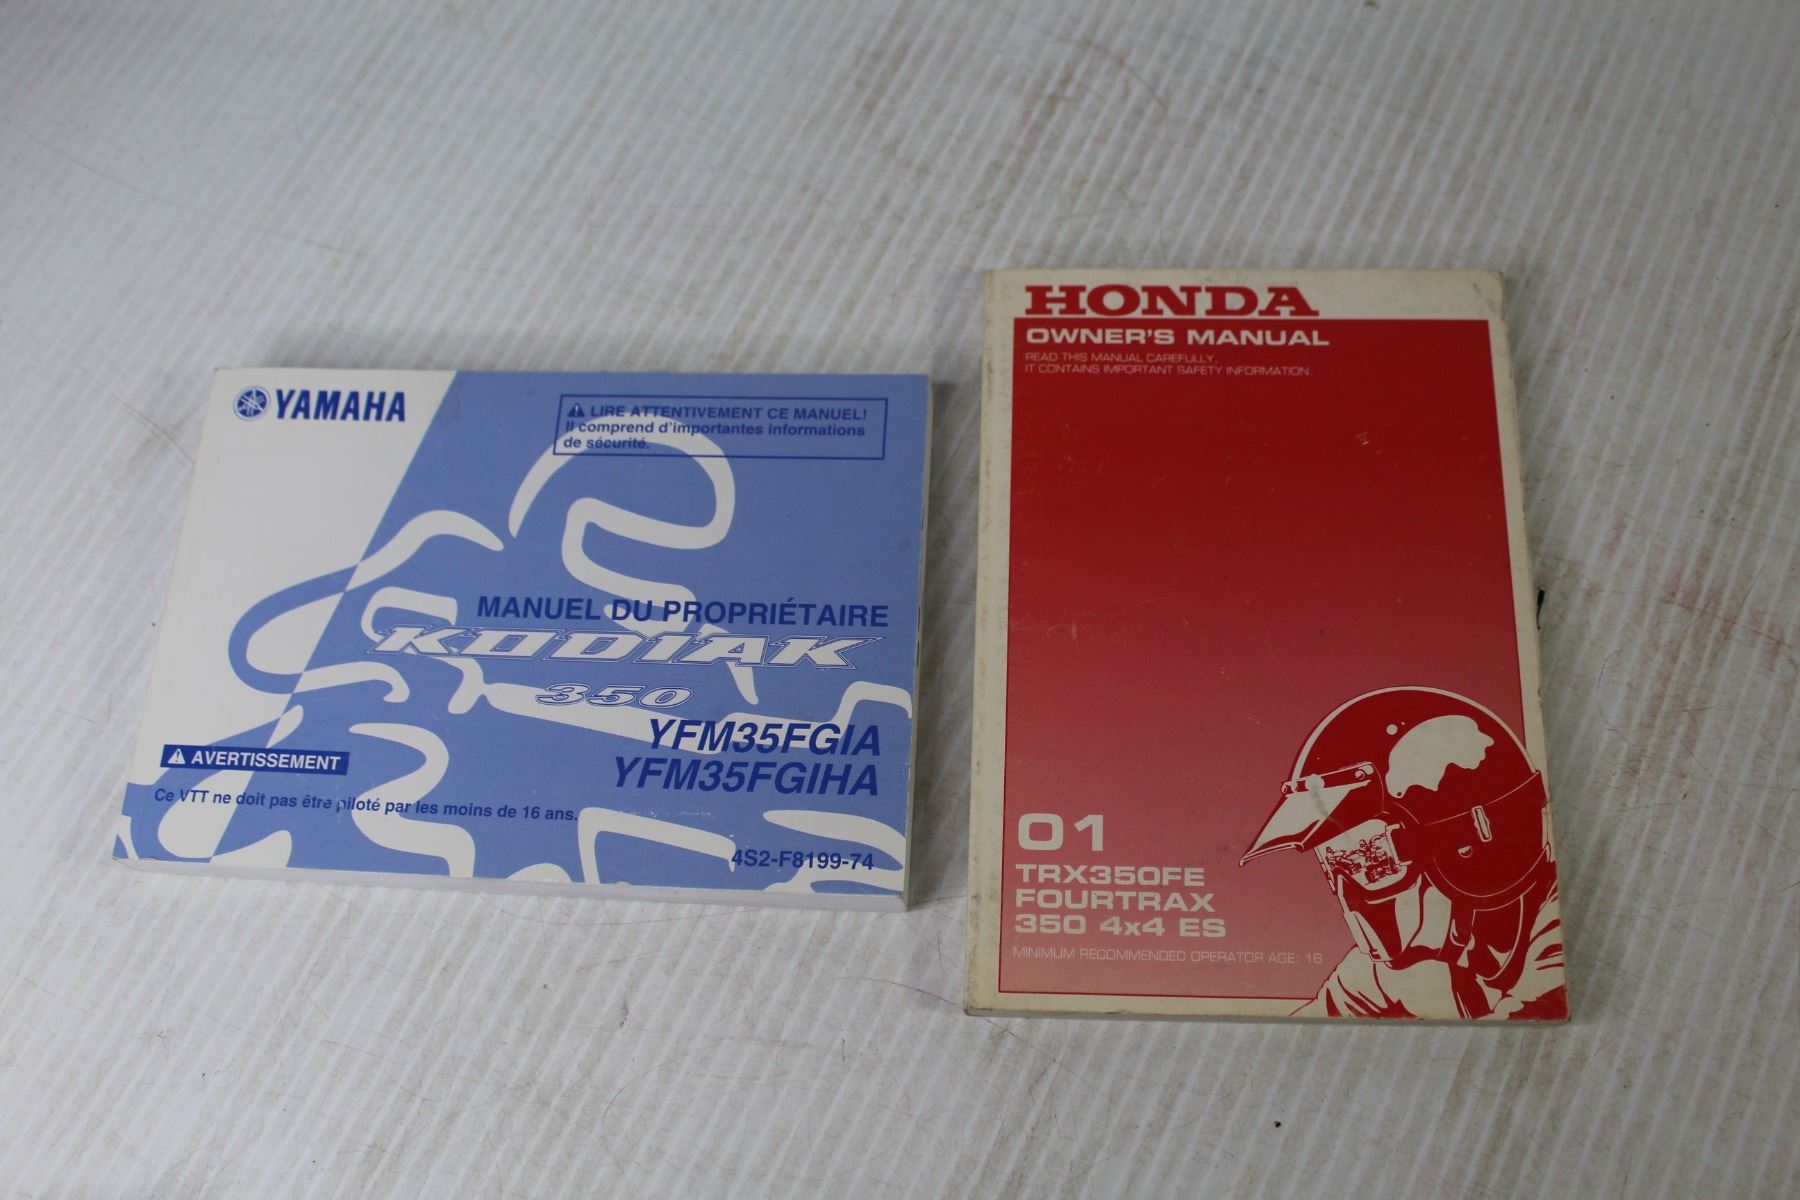 YAMAHA
LIRE ATTENTIVEMENT CE MANUEL!
Il comprend d'importantes informations
de sécurité.
MANUEL DU PROPRIÉTAIRE
KODIAK
350
YFM35FGIA
YFM35FGIHA
AVERTISSEMENT
Ce VTT ne doit pas être piloté par les moins de 16 ans.
4S2-F8199-74
HONDA
OWNER'S MANUAL
READ THIS MANUAL CAREFULLY,
IT CONTAINS IMPORTANT SAFETY INFORMATION.
01
TRX350FE
FOURTRAX
350 4x4 ES
MINIMUM RECOMMENDED OPERATOR AGE: 16